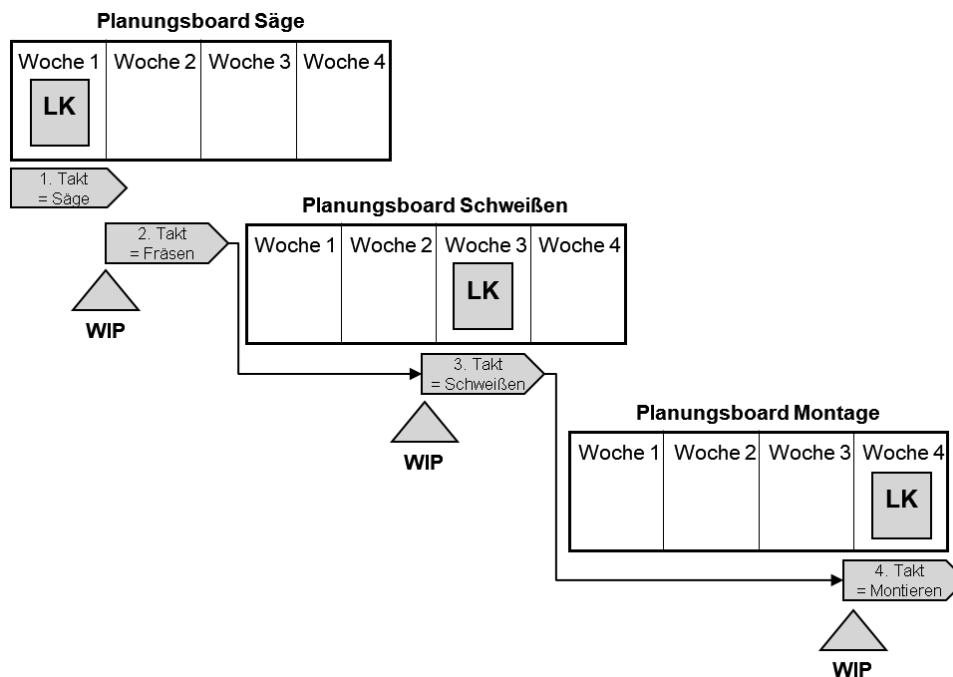 Planungsboard Säge
Woche 1 Woche 2 Woche 3 Woche 4
LK
1. Takt
= Säge
2. Takt
= Fräsen
WIP
Planungsboard Schweißen
Woche 1 Woche 2 Woche 3 Woche 4
LK
3. Takt
= Schweißen
WIP
Planungsboard Montage
Woche 1 Woche 2 Woche 3 Woche 4
LK
4. Takt
= Montieren
WIP